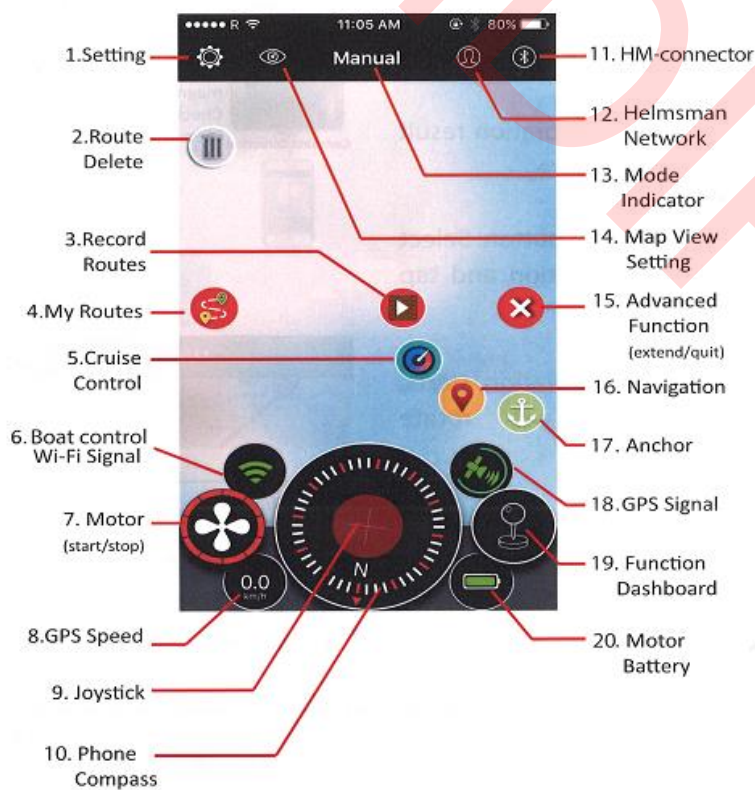 R 11:05 AM 80%
Manual
1.Setting
2.Route
Delete
3.Record
Routes
4.My Routes
5.Cruise
Control
6. Boat control
Wi-Fi Signal
7. Motor
(start/stop)
8.GPS Speed
9. Joystick
10. Phone
Compass
0.0
km/h
N
11. HM-connector
12. Helmsman
Network
13. Mode
Indicator
14. Map View
Setting
15. Advanced
Function
(extend/quit)
16. Navigation
17. Anchor
18.GPS Signal
19. Function
Dashboard
20. Motor
Battery